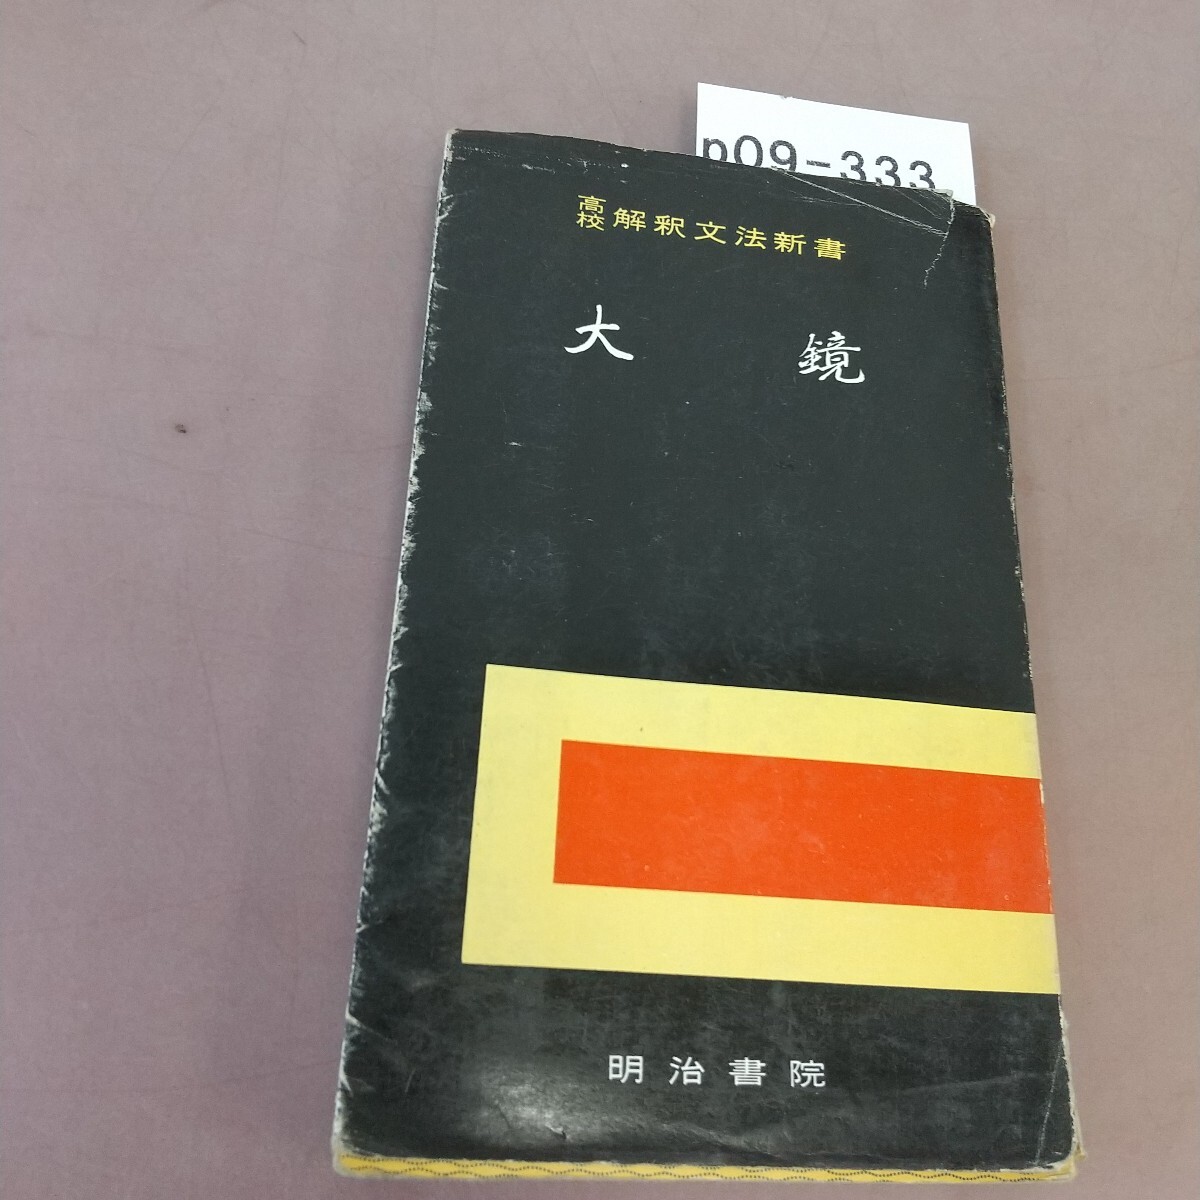 p09-333
高校 解釈文法新書
大鏡
明治書院